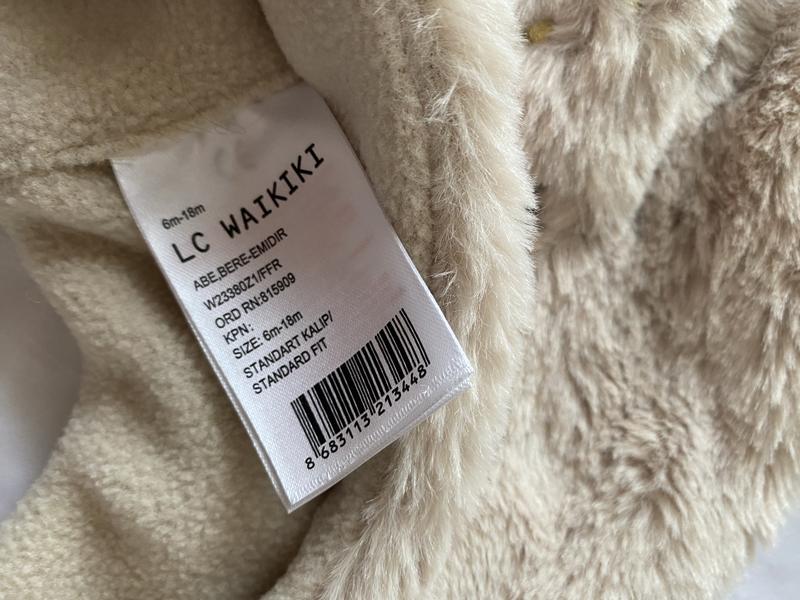 6m-18m
LC WAIKIKI
ABE.BERE-EMIDIR
W23380Z1/FFR
ORD RN:815909
KPN:
SIZE: 6m-18m
STANDART KALIP/
STANDARD FIT
8 683113 213448